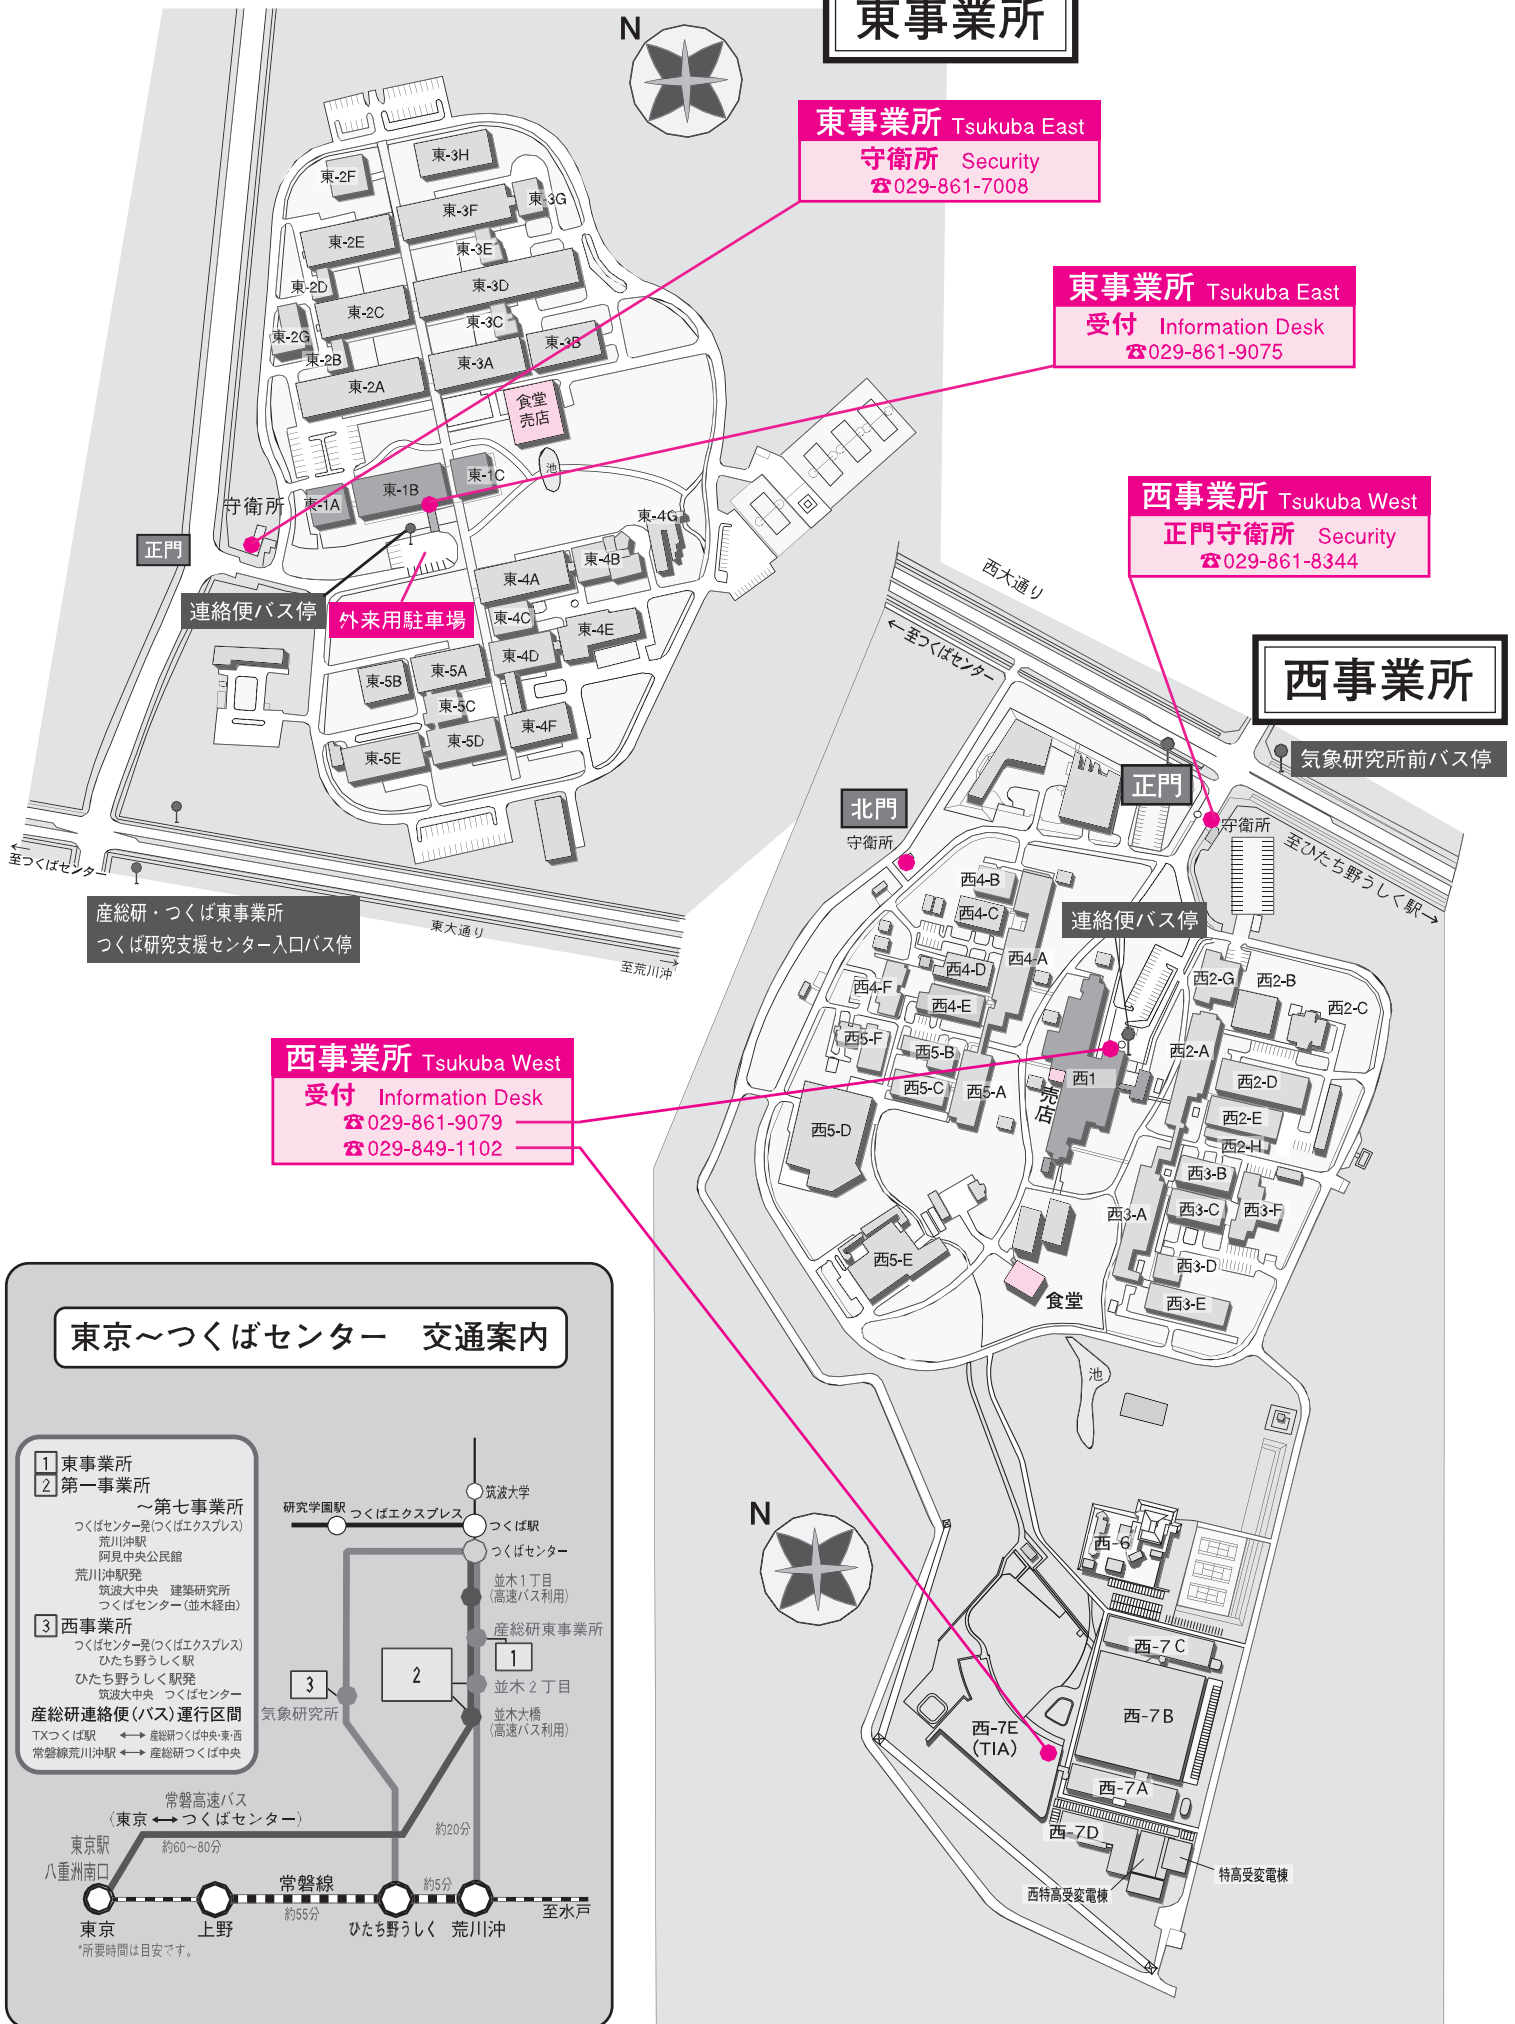 東事業所
N
東事業所 Tsukuba East
守衛所 Security
☎029-861-7008
東事業所 Tsukuba East
受付 Information Desk
☎029-861-9075
東-3H
東-2F
東-3G
東-3F
東-2E
東-3E
東-2D
東-3D
東-2C
東-3C
東-2G
東-3B
東-2B
東-3A
東-2A
食堂
売店
東-1C
池
東-1B
東-1A
守衛所
正門
東-4G
東-4B
東-4A
連絡便バス停
外来用駐車場
東-4C
東-4E
東-4D
東-5A
東-5B
東-5C
東-4F
東-5D
東-5E
←至つくばセンター
産総研・つくば東事業所
つくば研究支援センター入口バス停
東大通り
至荒川沖→
西事業所 Tsukuba West
正門守衛所 Security
☎029-861-8344
西事業所
西大通り
←至つくばセンター
気象研究所前バス停
正門
守衛所
北門
守衛所
至ひたち野うしく駅→
連絡便バス停
西4-B
西4-C
西4-A
西4-D
西4-F
西4-E
西2-G
西2-B
西2-C
西5-F
西5-B
西2-A
西5-C
西5-A
西1
売店
西2-D
西5-D
西2-E
西2-H
西3-B
西3-A
西3-C
西3-F
西5-E
西3-D
食堂
西3-E
池
西事業所 Tsukuba West
受付 Information Desk
☎029-861-9079
☎029-849-1102
N
西-6
西-7C
西-7B
西-7E
(TIA)
西-7A
西-7D
特高受変電棟
西特高受変電棟
東京〜つくばセンター 交通案内
1 東事業所
2 第一事業所
〜第七事業所
つくばセンター発(つくばエクスプレス)
荒川沖駅
阿見中央公民館
荒川沖駅発
筑波大中央 建築研究所
つくばセンター(並木経由)
3 西事業所
つくばセンター発(つくばエクスプレス)
ひたち野うしく駅
ひたち野うしく駅発
筑波大中央 つくばセンター
産総研連絡便(バス)運行区間
TXつくば駅 ⟷ 産総研つくば中央・東・西
常磐線荒川沖駅 ⟷ 産総研つくば中央
筑波大学
研究学園駅 つくばエクスプレス
つくば駅
つくばセンター
並木1丁目
(高速バス利用)
産総研東事業所
1
2
3
並木2丁目
気象研究所
並木大橋
(高速バス利用)
常磐高速バス
(東京⟷つくばセンター)
約60〜80分
約20分
東京駅
八重洲南口
常磐線
約55分
約5分
至水戸
東京
上野
ひたち野うしく
荒川沖
*所要時間は目安です。